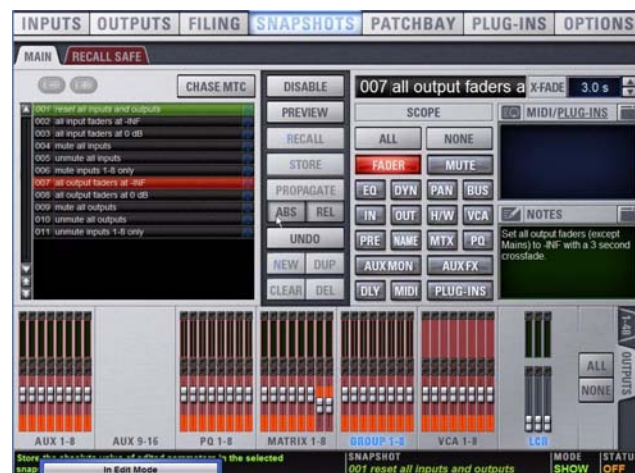 INPUTS OUTPUTS FILING SNAPSHOTS PATCHBAY PLUG-INS OPTIONS
MAIN RECALL SAFE
CHASE MTC
001 reset all inputs and outputs
002 all input faders at -INF
003 all input faders at 0 dB
004 mute all inputs
005 unmute all inputs
006 mute inputs 1-8 only
007 all output faders at -INF
008 all output faders at 0 dB
009 mute all outputs
010 unmute all outputs
011 unmute inputs 1-8 only
DISABLE
PREVIEW
RECALL
STORE
PROPAGATE
ABS REL
UNDO
NEW DUP
CLEAR DEL
007 all output faders a X-FADE 3.0 s
SCOPE
ALL NONE
FADER MUTE
EQ DYN PAN BUS
IN OUT H/W VCA
PRE NAME MTX PQ
AUX MON AUX FX
DLY MIDI PLUG-INS
MIDI/PLUG-INS
NOTES
Set all output faders (except
Mains) to -INF with a 3 second
crossfade.
1-48
OUTPUTS
ALL
NONE
AUX 1-8 AUX 9-16 PQ 1-8 MATRIX 1-8 GROUP 1-8 VCA 1-8 LCR
Store the absolute value of edited parameters in the selected
snap
In Edit Mode
SNAPSHOT
001 reset all inputs and outputs
MODE
SHOW
STATU
OFF